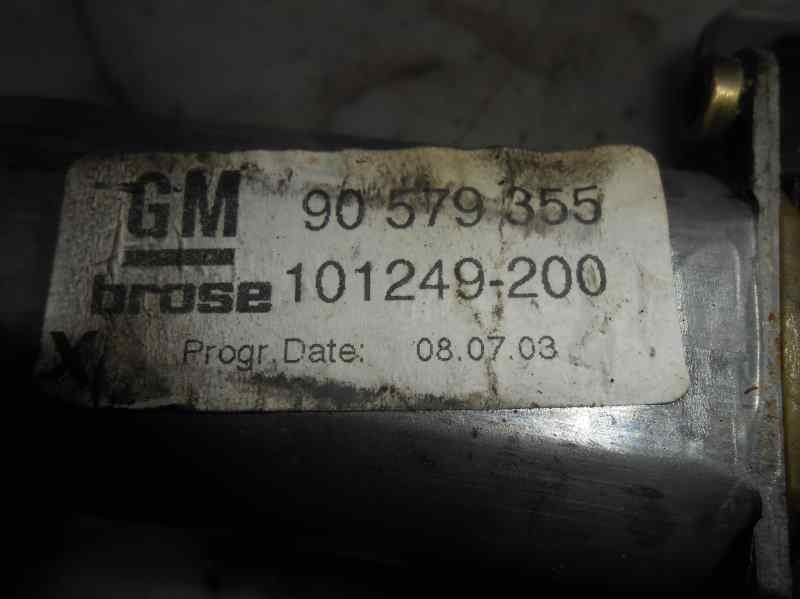 GM 90 579 355
brose 101249-200
X Progr.Date: 08.07.03